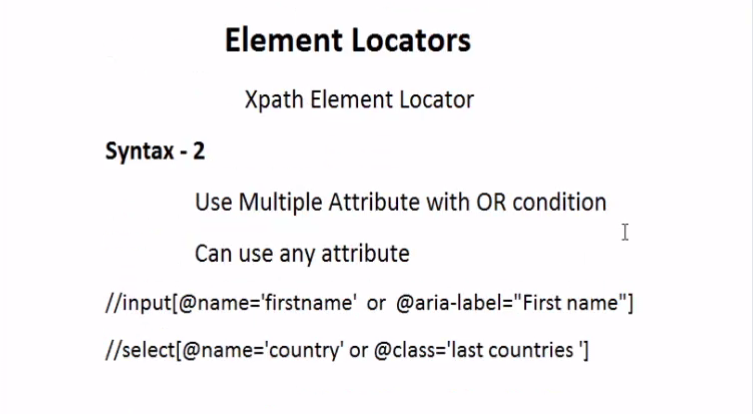 Element Locators
Xpath Element Locator
Syntax - 2
Use Multiple Attribute with OR condition
Can use any attribute
//input[@name='firstname'  or  @aria-label="First name"]
//select[@name='country' or @class='last countries ']